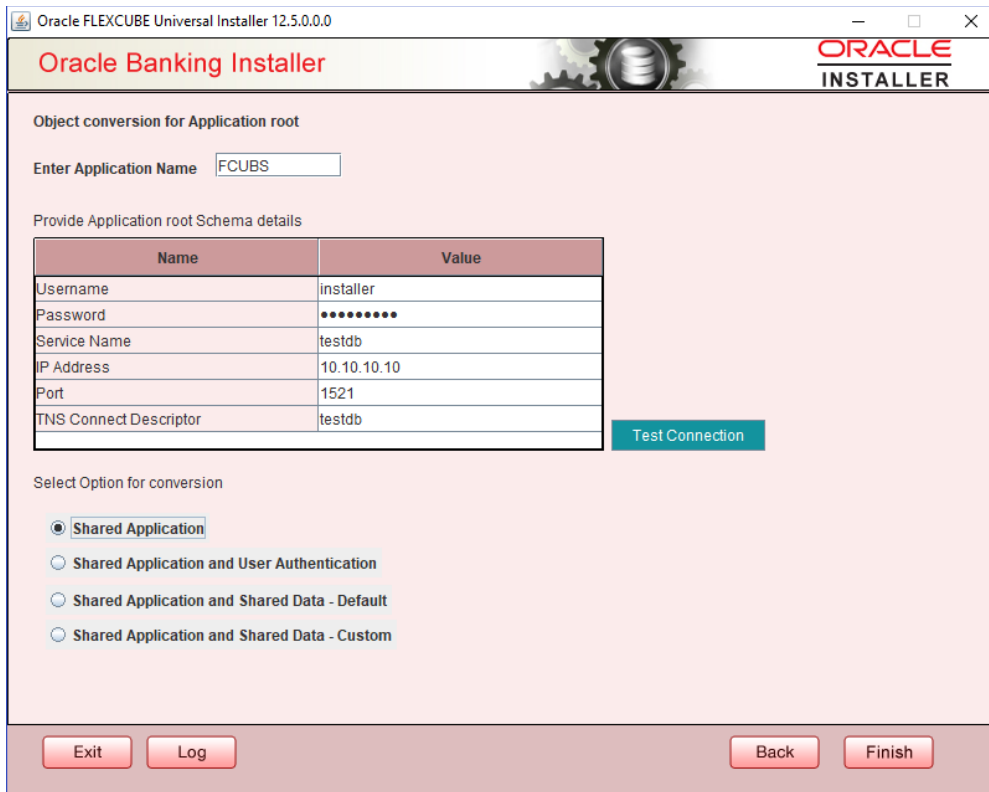 Oracle FLEXCUBE Universal Installer 12.5.0.0.0
Oracle Banking Installer
ORACLE
INSTALLER
Object conversion for Application root
Enter Application Name FCUBS
Provide Application root Schema details
Name Value
Username installer
Password •••••••••
Service Name testdb
IP Address 10.10.10.10
Port 1521
TNS Connect Descriptor testdb
Test Connection
Select Option for conversion
Shared Application
Shared Application and User Authentication
Shared Application and Shared Data - Default
Shared Application and Shared Data - Custom
Exit Log Back Finish